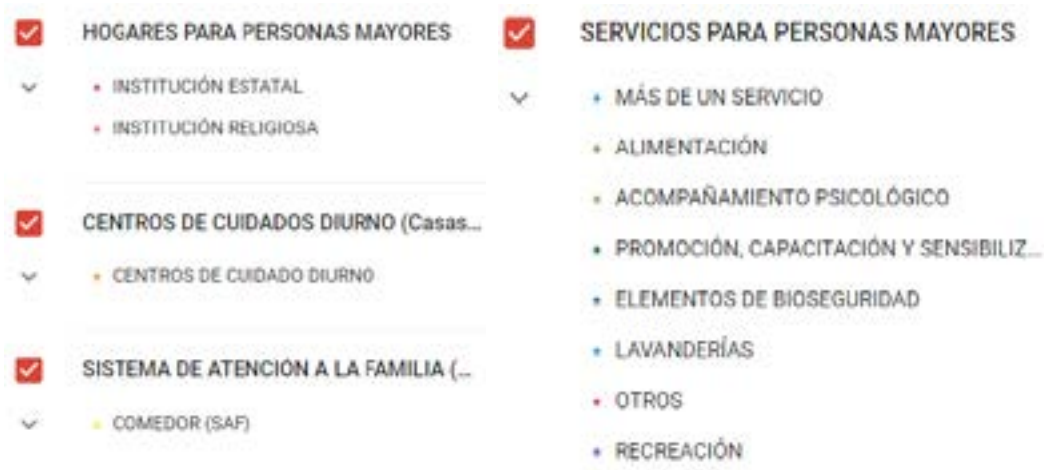 HOGARES PARA PERSONAS MAYORES
INSTITUCIÓN ESTATAL
INSTITUCIÓN RELIGIOSA
CENTROS DE CUIDADOS DIURNO (Casas...
CENTROS DE CUIDADO DIURNO
SISTEMA DE ATENCIÓN A LA FAMILIA (...
COMEDOR (SAF)
SERVICIOS PARA PERSONAS MAYORES
MÁS DE UN SERVICIO
ALIMENTACIÓN
ACOMPAÑAMIENTO PSICOLÓGICO
PROMOCIÓN, CAPACITACIÓN Y SENSIBILIZ...
ELEMENTOS DE BIOSEGURIDAD
LAVANDERÍAS
OTROS
RECREACIÓN